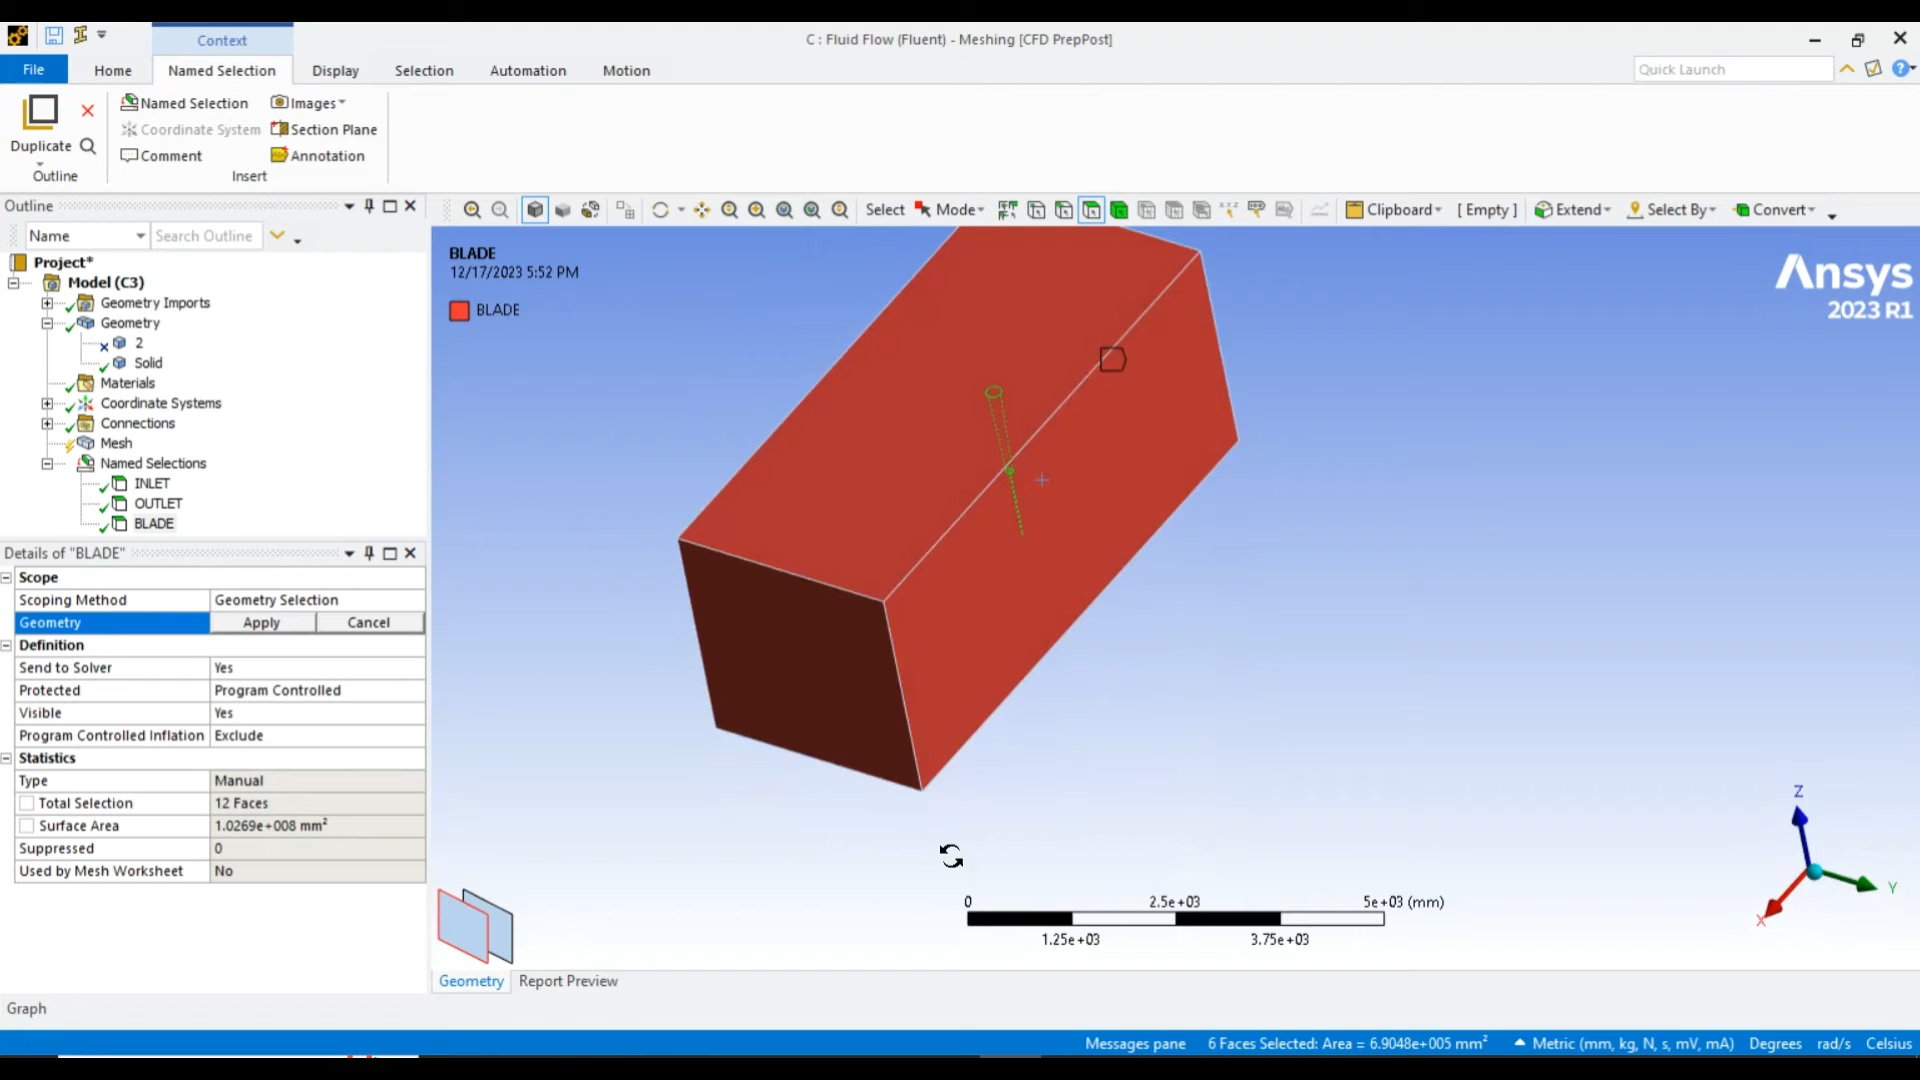 Context
C : Fluid Flow (Fluent) - Meshing [CFD PrepPost]
File
Home
Named Selection
Display
Selection
Automation
Motion
Quick Launch
Duplicate
Outline
Named Selection
Images
Coordinate System
Section Plane
Comment
Annotation
Insert
Outline
Name
Search Outline
Select
Mode
Clipboard
[ Empty ]
Extend
Select By
Convert
Project*
Model (C3)
Geometry Imports
Geometry
2
Solid
Materials
Coordinate Systems
Connections
Mesh
Named Selections
INLET
OUTLET
BLADE
Details of "BLADE"
Scope
Scoping Method Geometry Selection
Geometry Apply Cancel
Definition
Send to Solver Yes
Protected Program Controlled
Visible Yes
Program Controlled Inflation Exclude
Statistics
Type Manual
Total Selection 12 Faces
Surface Area 1.0269e+008 mm²
Suppressed 0
Used by Mesh Worksheet No
BLADE
12/17/2023 5:52 PM
BLADE
Ansys
2023 R1
Z
Y
X
0 2.5e+03 5e+03 (mm)
1.25e+03 3.75e+03
Geometry
Report Preview
Graph
Messages pane 6 Faces Selected: Area = 6.9048e+005 mm² Metric (mm, kg, N, s, mV, mA) Degrees rad/s Celsius